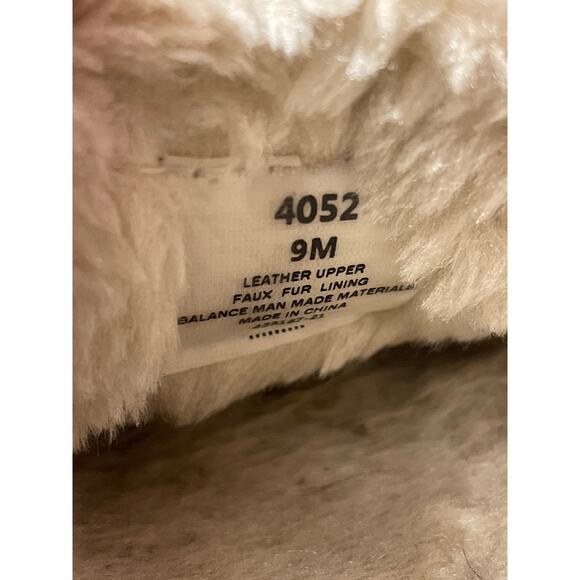 4052
9M
LEATHER UPPER
FAUX FUR LINING
BALANCE MAN MADE MATERIALS
MADE IN CHINA